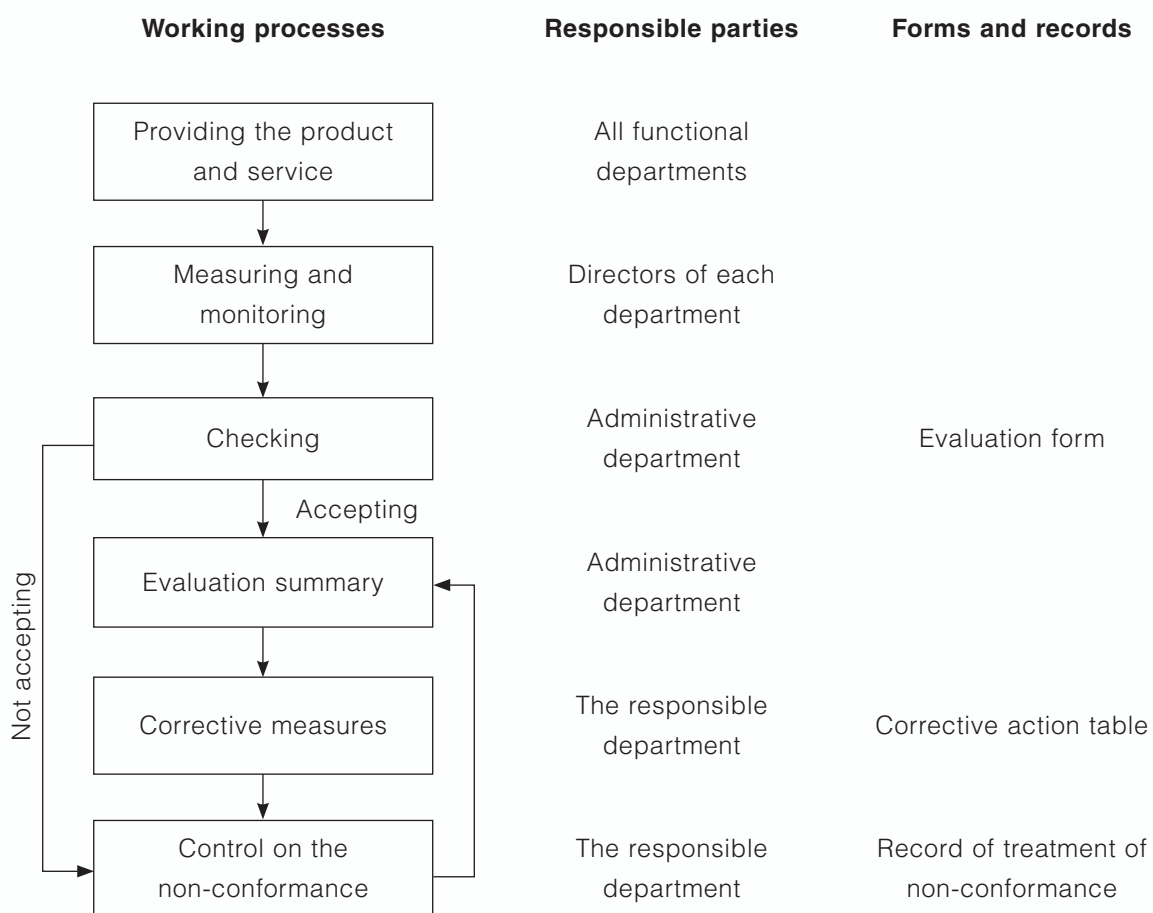 Working processes
Responsible parties
Forms and records
Providing the product
and service
All functional
departments
Measuring and
monitoring
Directors of each
department
Checking
Administrative
department
Evaluation form
Accepting
Not accepting
Evaluation summary
Administrative
department
Corrective measures
The responsible
department
Corrective action table
Control on the
non-conformance
The responsible
department
Record of treatment of
non-conformance